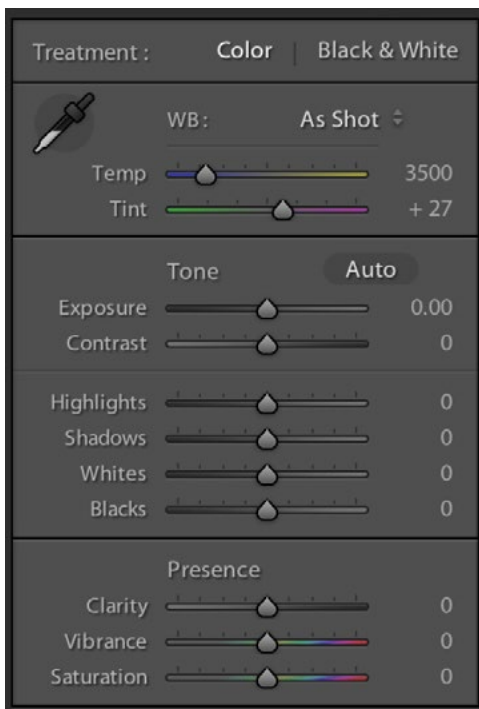 Treatment : Color | Black & White
WB : As Shot
Temp 3500
Tint + 27
Tone Auto
Exposure 0.00
Contrast 0
Highlights 0
Shadows 0
Whites 0
Blacks 0
Presence
Clarity 0
Vibrance 0
Saturation 0